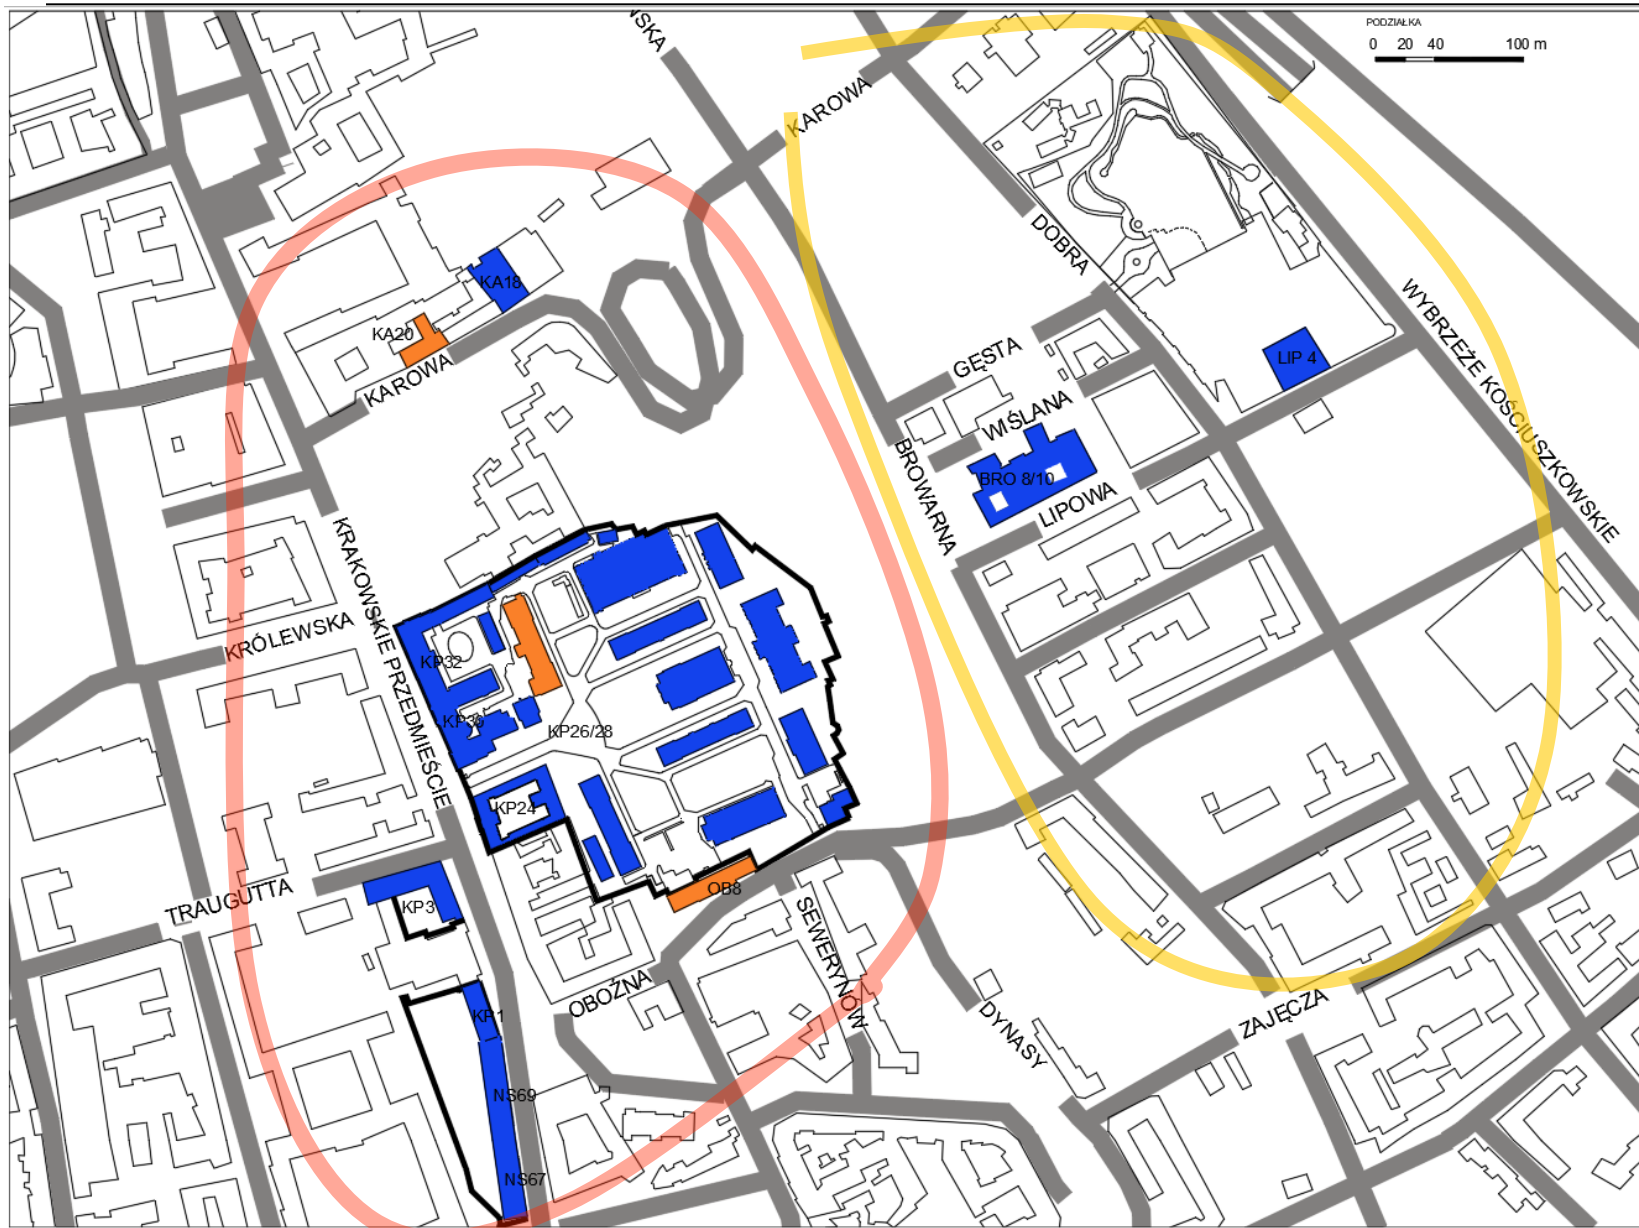 PODZIAŁKA
0 20 40 100 m
KAROWA
DOBRA
KA18
KA20
KAROWA
WYBRZEŻE KOŚCIUSZKOWSKIE
GĘSTA
LIP 4
WIŚLANA
BROWARNA
BRO 8/10
LIPOWA
KRAKOWSKIE PRZEDMIEŚCIE
KRÓLEWSKA
KP32
KP30
KP26/28
KP24
TRAUGUTTA
KP3
OB8
SEWERYNÓW
OBOŹNA
KP1
DYNASY
ZAJĘCZA
NS69
NS67